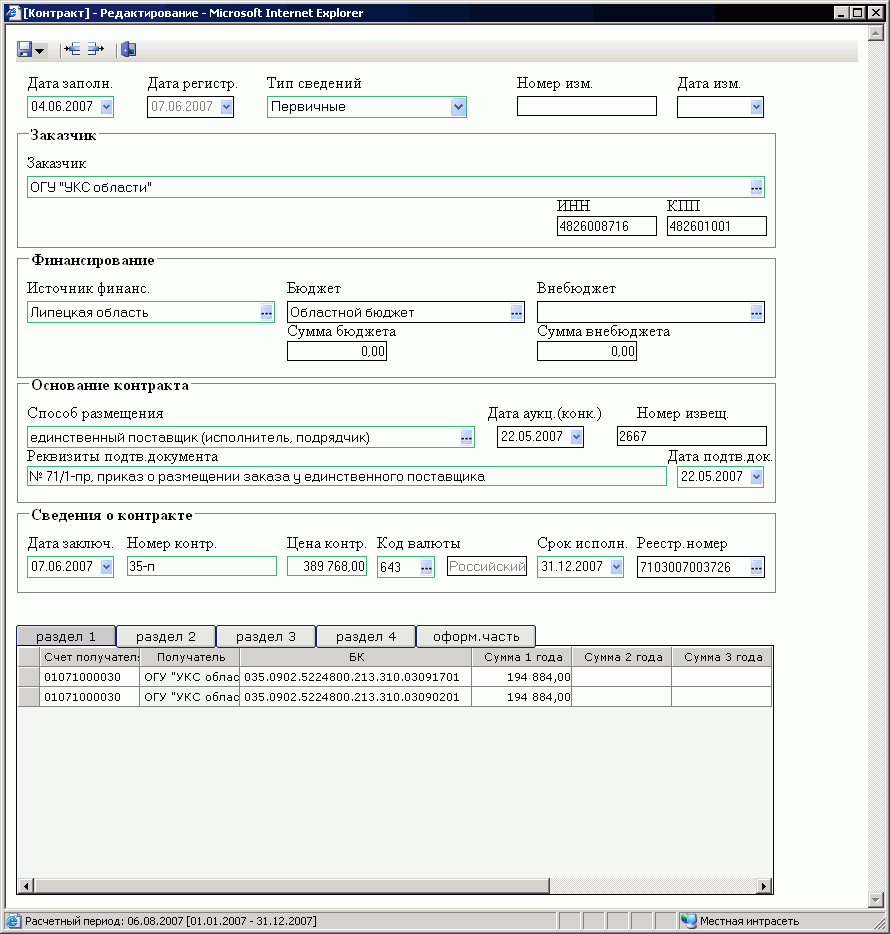 [Контракт] - Редактирование - Microsoft Internet Explorer
Дата заполн. Дата регистр. Тип сведений Номер изм. Дата изм.
04.06.2007 07.06.2007 Первичные
Заказчик
Заказчик
ОГУ "УКС области"
ИНН КПП
4826008716 482601001
Финансирование
Источник финанс. Бюджет Внебюджет
Липецкая область Областной бюджет
Сумма бюджета Сумма внебюджета
0,00 0,00
Основание контракта
Способ размещения Дата аукц.(конк.) Номер извещ.
единственный поставщик (исполнитель, подрядчик) 22.05.2007 2667
Реквизиты подтв.документа Дата подтв.док.
№ 71/1-пр, приказ о размещении заказа у единственного поставщика 22.05.2007
Сведения о контракте
Дата заключ. Номер контр. Цена контр. Код валюты Срок исполн. Реестр.номер
07.06.2007 35-п 389 768,00 643 Российский 31.12.2007 7103007003726
раздел 1 раздел 2 раздел 3 раздел 4 оформ.часть
Счет получател Получатель БК Сумма 1 года Сумма 2 года Сумма 3 года
01071000030 ОГУ "УКС облас 035.0902.5224800.213.310.03091701 194 884,00
01071000030 ОГУ "УКС облас 035.0902.5224800.213.310.03090201 194 884,00
Расчетный период: 06.08.2007 [01.01.2007 - 31.12.2007] Местная интрасеть